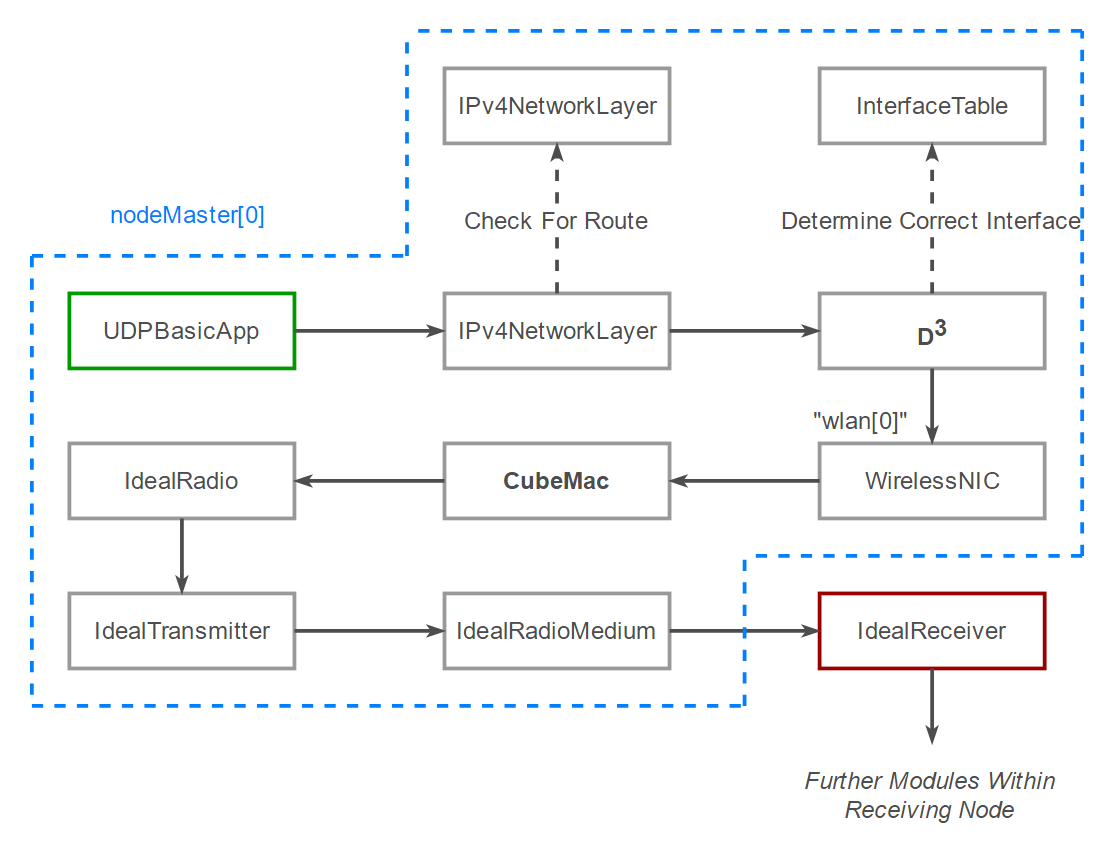 IPv4NetworkLayer
InterfaceTable
nodeMaster[0]
Check For Route
Determine Correct Interface
UDPBasicApp
IPv4NetworkLayer
D³
"wlan[0]"
IdealRadio
CubeMac
WirelessNIC
IdealTransmitter
IdealRadioMedium
IdealReceiver
Further Modules Within
Receiving Node